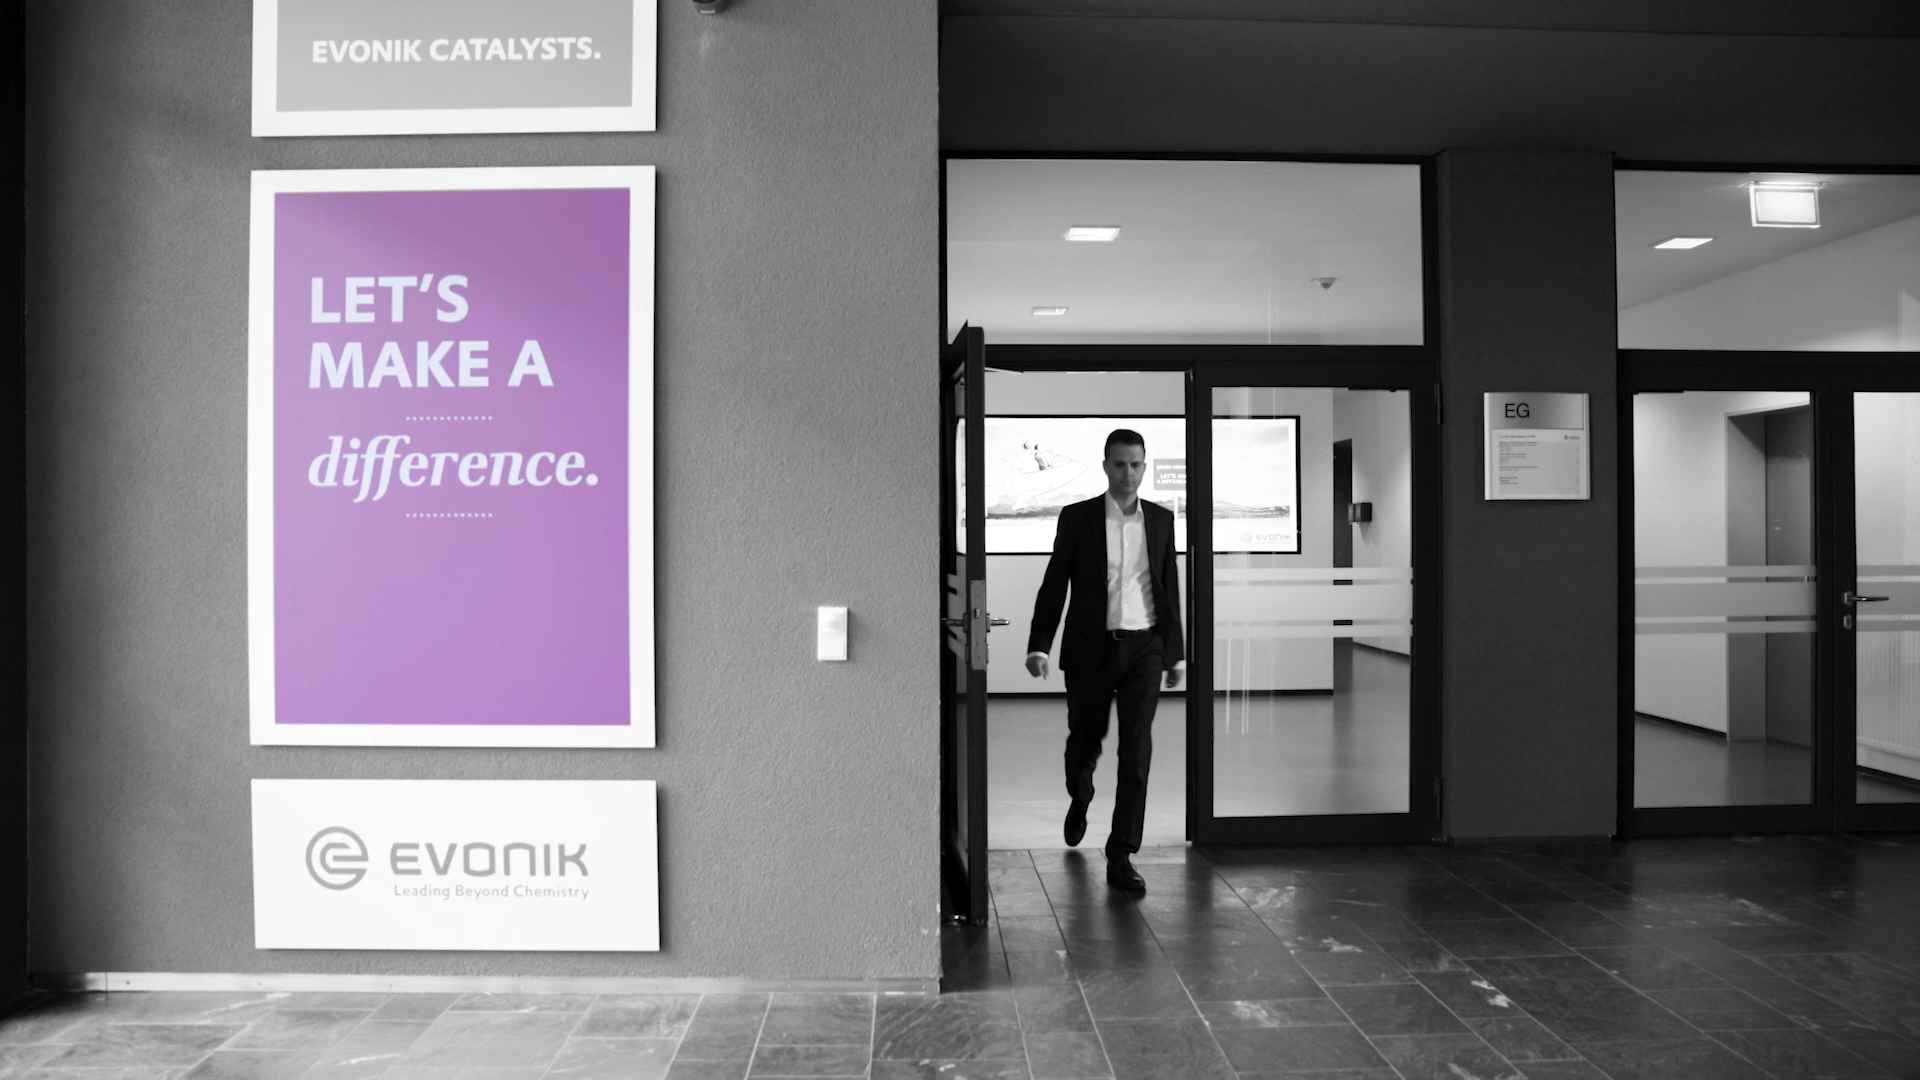 EVONIK CATALYSTS.
LET'S
MAKE A
difference.
EVONIK
Leading Beyond Chemistry
EVONIK
EG